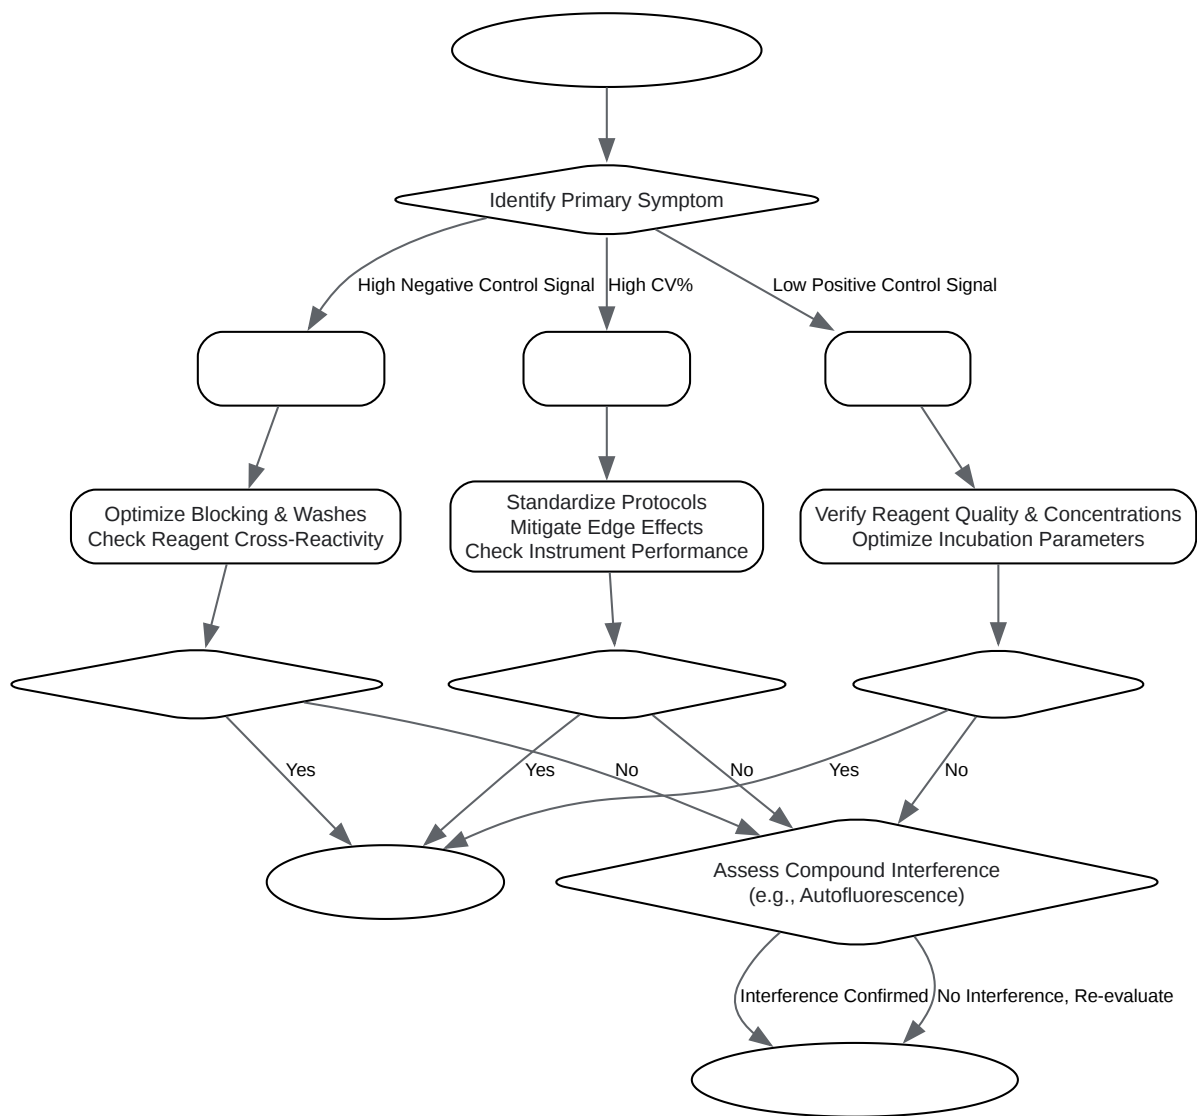 Identify Primary Symptom
High Negative Control Signal
High CV%
Low Positive Control Signal
Optimize Blocking & Washes
Check Reagent Cross-Reactivity
Standardize Protocols
Mitigate Edge Effects
Check Instrument Performance
Verify Reagent Quality & Concentrations
Optimize Incubation Parameters
Yes
Yes
No
No
Yes
No
Assess Compound Interference
(e.g., Autofluorescence)
Interference Confirmed
No Interference, Re-evaluate